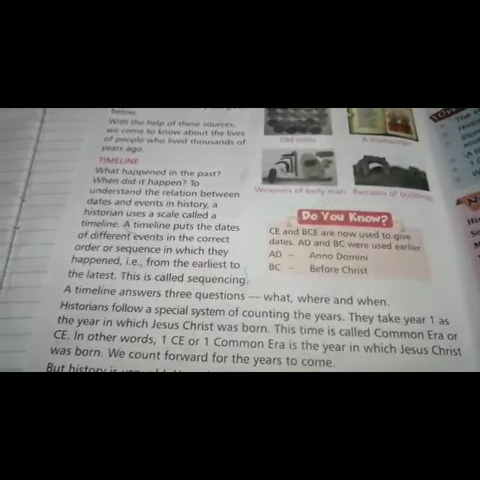 below.
With the help of these sources,
we come to know about the lives
of people who lived thousands of
years ago.
TIMELINE
What happened in the past?
When did it happen? To
understand the relation between
dates and events in history, a
historian uses a scale called a
timeline. A timeline puts the dates
of different events in the correct
order or sequence in which they
happened, i.e., from the earliest to
the latest. This is called sequencing.
A timeline answers three questions — what, where and when.
Historians follow a special system of counting the years. They take year 1 as
the year in which Jesus Christ was born. This time is called Common Era or
CE. In other words, 1 CE or 1 Common Era is the year in which Jesus Christ
was born. We count forward for the years to come.
But history is very
Old coins
A manuscript
Weapons of early man
Remains of building
Do You Know?
CE and BCE are now used to give
dates. AD and BC were used earlier.
AD – Anno Domini
BC – Before Christ